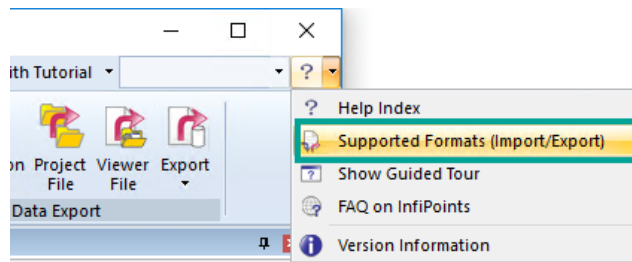 ith Tutorial
?
? Help Index
Supported Formats (Import/Export)
on Project Viewer Export
File File
Show Guided Tour
Data Export
FAQ on InfiPoints
Version Information